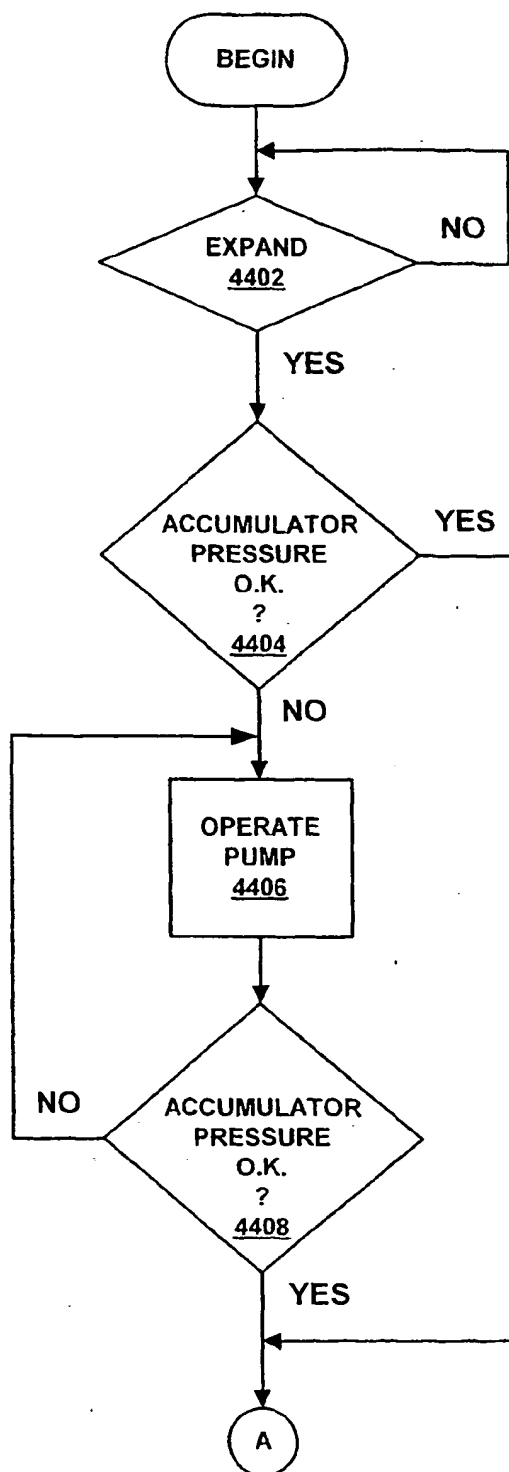 BEGIN
EXPAND
4402
NO
YES
ACCUMULATOR
PRESSURE
O.K.
?
4404
YES
NO
OPERATE
PUMP
4406
ACCUMULATOR
PRESSURE
O.K.
?
4408
NO
YES
A